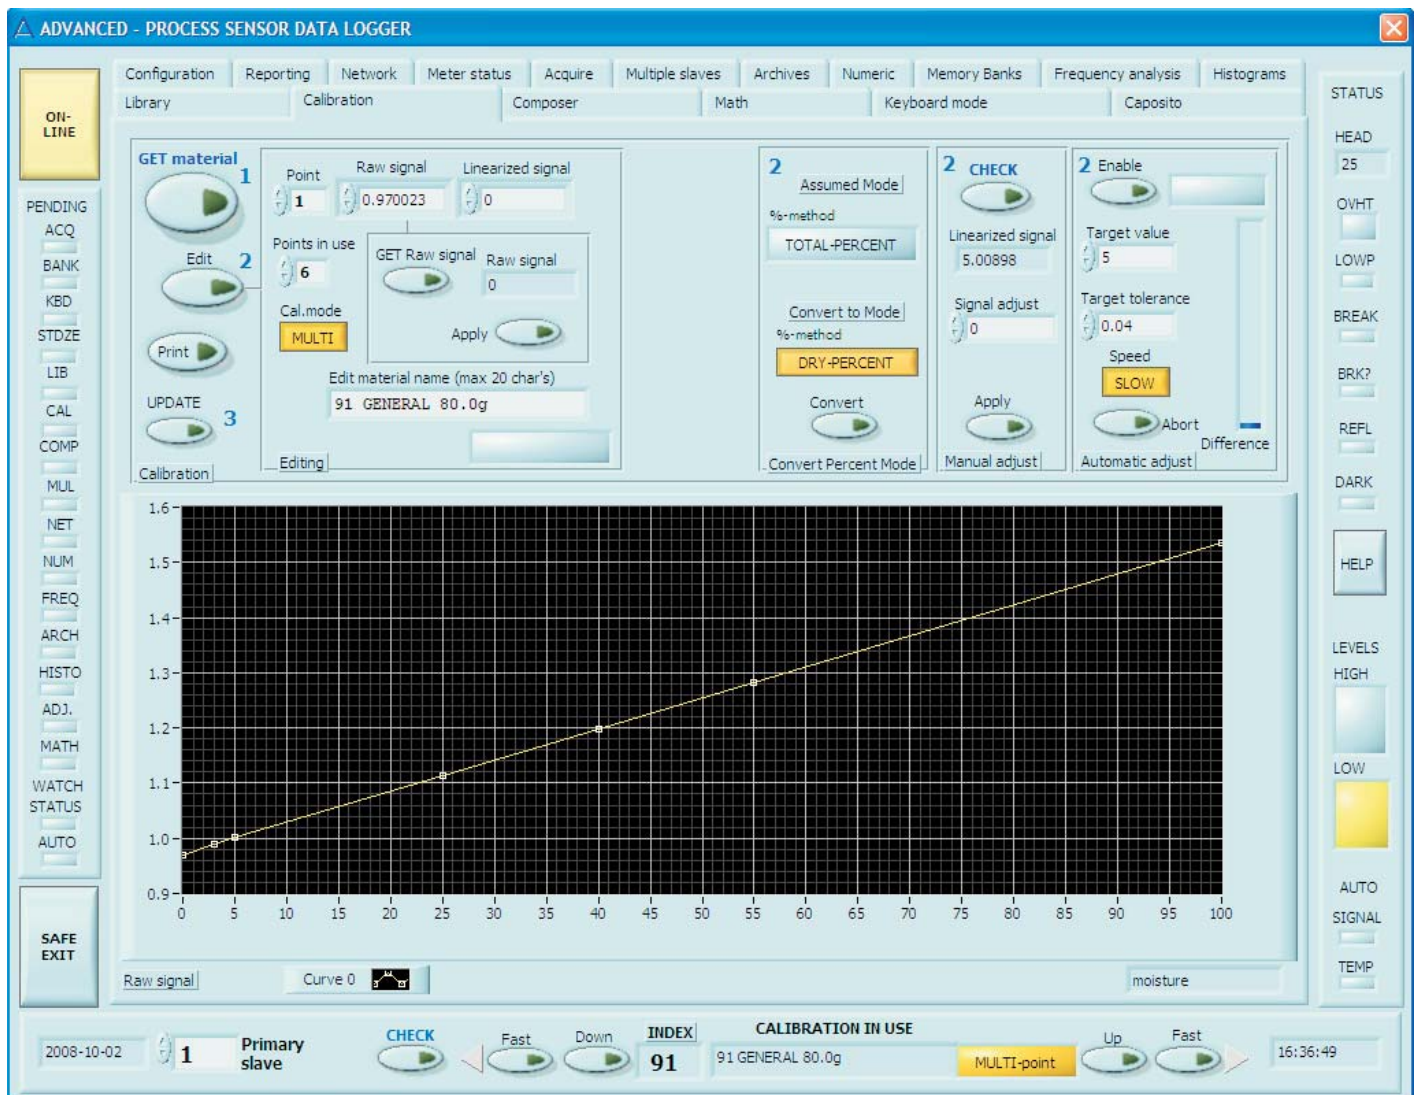 ADVANCED - PROCESS SENSOR DATA LOGGER
Configuration Reporting Network Meter status Acquire Multiple slaves Archives Numeric Memory Banks Frequency analysis Histograms
Library Calibration Composer Math Keyboard mode Caposito
ON-
LINE
PENDING
ACQ
BANK
KBD
STDZE
LIB
CAL
COMP
MUL
NET
NUM
FREQ
ARCH
HISTO
ADJ.
MATH
WATCH
STATUS
AUTO
SAFE
EXIT
GET material
1
Edit 2
Print
UPDATE
3
Calibration
Point Raw signal Linearized signal
1 0.970023 0
Points in use
6
Cal.mode
MULTI
GET Raw signal Raw signal
0
Apply
Edit material name (max 20 char's)
91 GENERAL 80.0g
Editing
2
Assumed Mode
%-method
TOTAL-PERCENT
Convert to Mode
%-method
DRY-PERCENT
Convert
Convert Percent Mode
2 CHECK
Linearized signal
5.00898
Signal adjust
0
Apply
Manual adjust
2 Enable
Target value
5
Target tolerance
0.04
Speed
SLOW
Abort
Difference
Automatic adjust
1.6
1.5
1.4
1.3
1.2
1.1
1.0
0.9
0 5 10 15 20 25 30 35 40 45 50 55 60 65 70 75 80 85 90 95 100
Raw signal Curve 0 moisture
STATUS
HEAD
25
OVHT
LOWP
BREAK
BRK?
REFL
DARK
HELP
LEVELS
HIGH
LOW
AUTO
SIGNAL
TEMP
2008-10-02 1 Primary
slave
CHECK Fast Down INDEX
91
CALIBRATION IN USE
91 GENERAL 80.0g MULTI-point
Up Fast
16:36:49